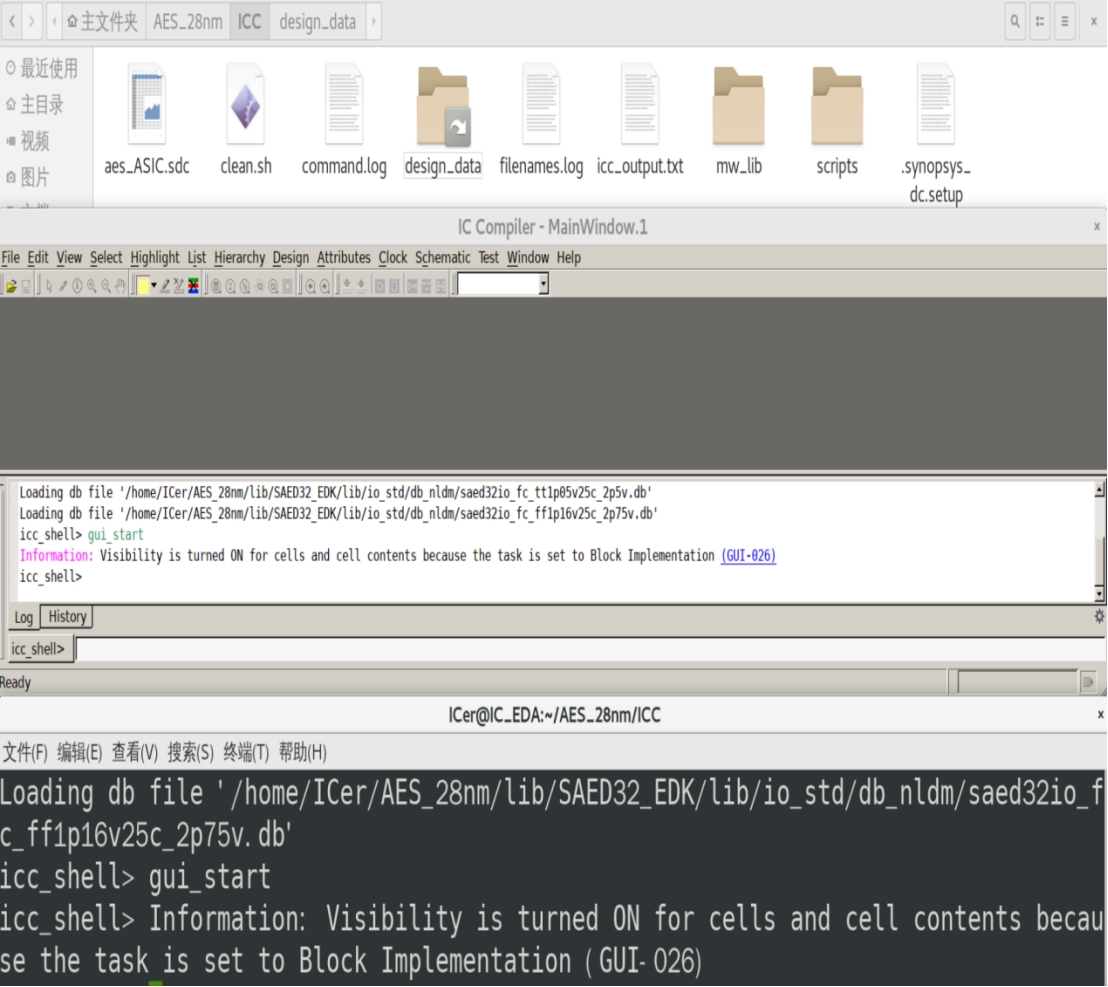 主文件夹 AES_28nm ICC design_data
最近使用
主目录
视频
图片
aes_ASIC.sdc clean.sh command.log design_data filenames.log icc_output.txt mw_lib scripts .synopsys_
dc.setup
IC Compiler - MainWindow.1 x
File Edit View Select Highlight List Hierarchy Design Attributes Clock Schematic Test Window Help
Loading db file '/home/ICer/AES_28nm/lib/SAED32_EDK/lib/io_std/db_nldm/saed32io_fc_tt1p05v25c_2p5v.db'
Loading db file '/home/ICer/AES_28nm/lib/SAED32_EDK/lib/io_std/db_nldm/saed32io_fc_ff1p16v25c_2p75v.db'
icc_shell> gui_start
Information: Visibility is turned ON for cells and cell contents because the task is set to Block Implementation (GUI-026)
icc_shell>
Log History
icc_shell>
Ready
ICer@IC_EDA:~/AES_28nm/ICC x
文件(F) 编辑(E) 查看(V) 搜索(S) 终端(T) 帮助(H)
Loading db file '/home/ICer/AES_28nm/lib/SAED32_EDK/lib/io_std/db_nldm/saed32io_f
c_ff1p16v25c_2p75v.db'
icc_shell> gui_start
icc_shell> Information: Visibility is turned ON for cells and cell contents becau
se the task is set to Block Implementation (GUI-026)